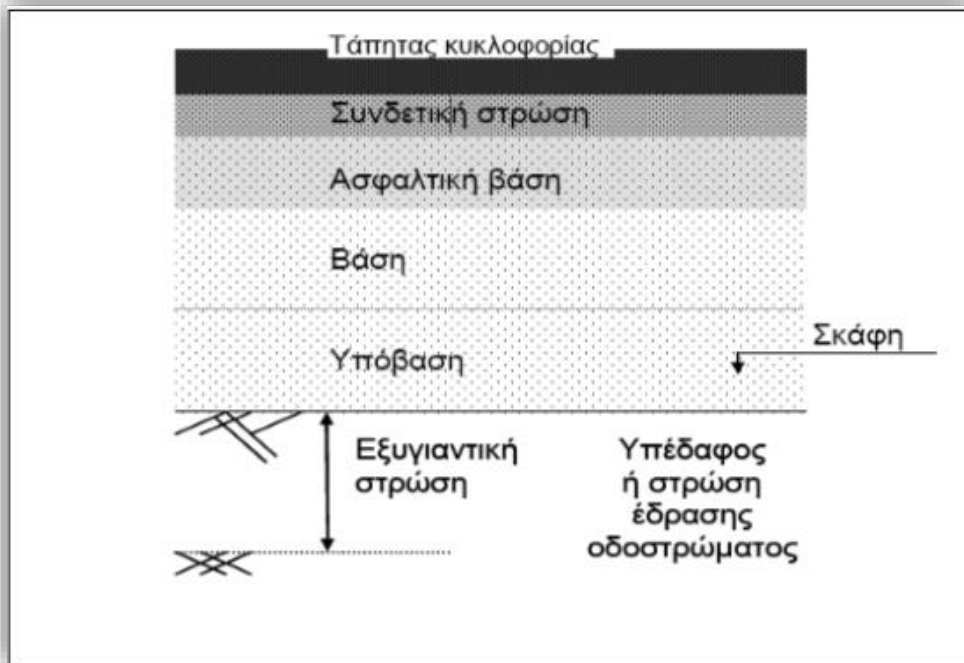 Τάπητας κυκλοφορίας
Συνδετική στρώση
Ασφαλτική βάση
Βάση
Υπόβαση
Σκάφη
Εξυγιαντική
στρώση
Υπέδαφος
ή στρώση
έδρασης
οδοστρώματος